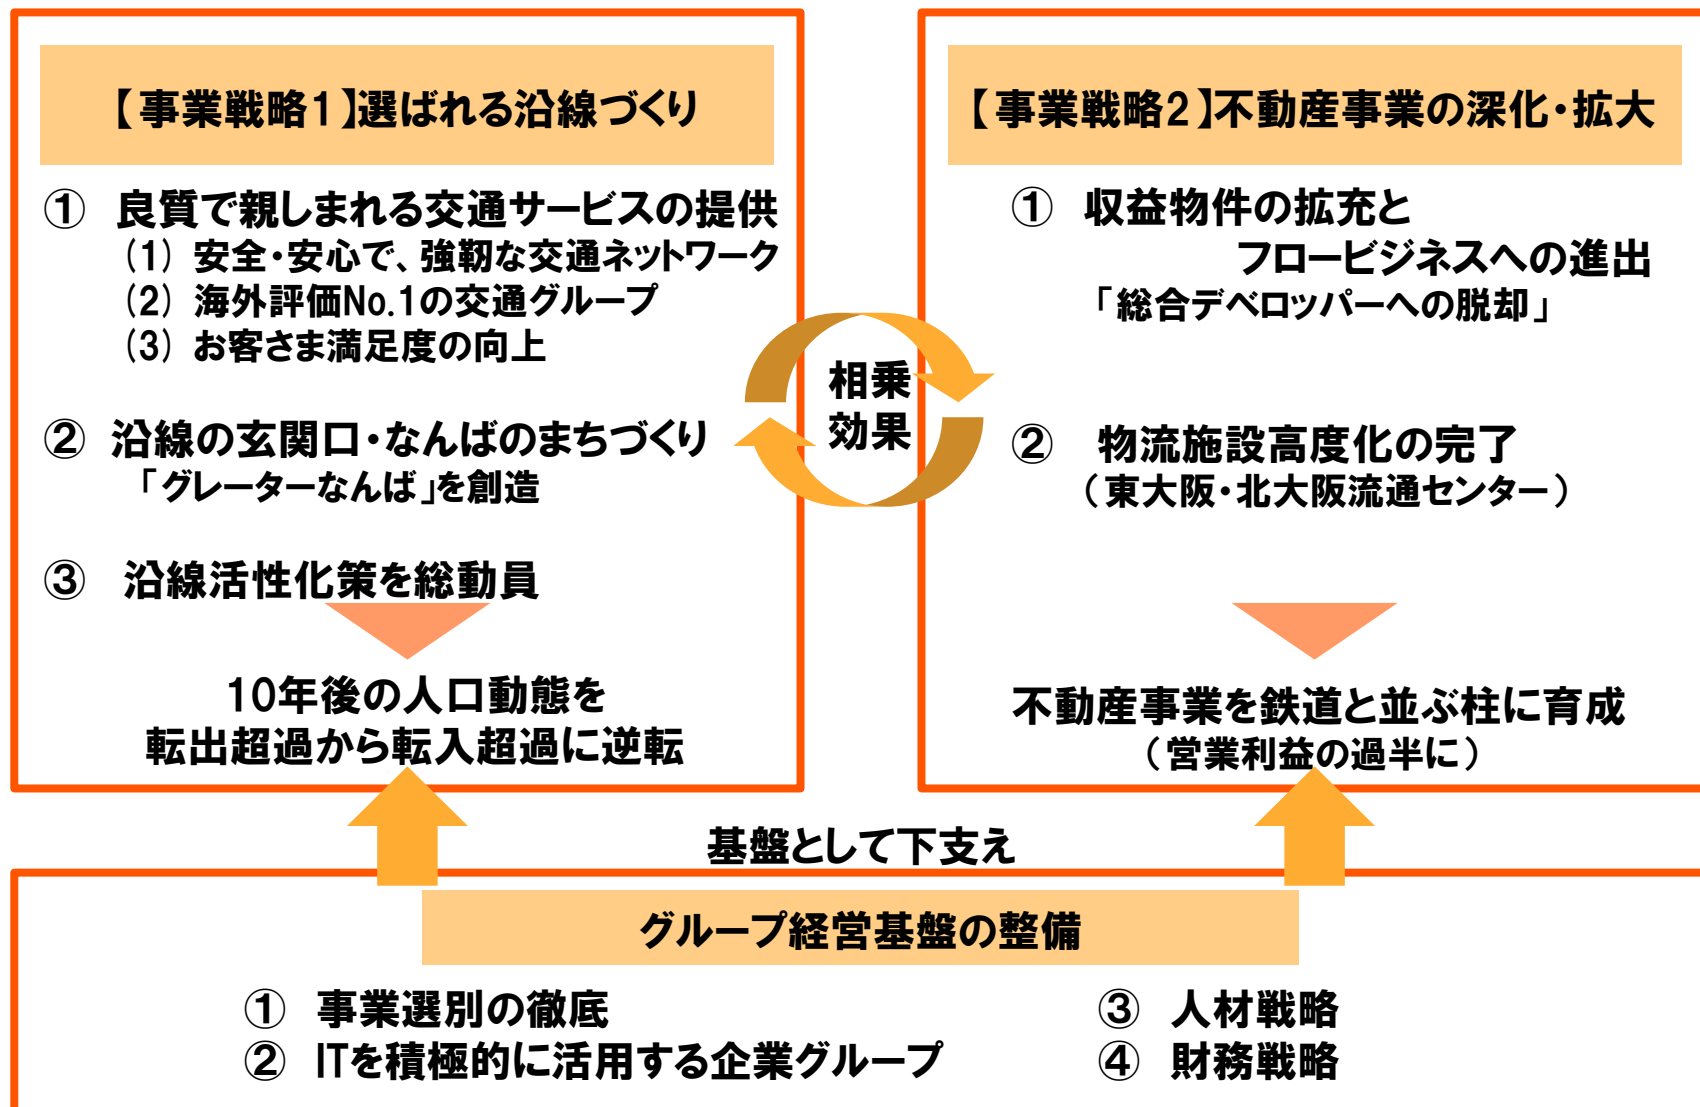 【事業戦略1】選ばれる沿線づくり
① 良質で親しまれる交通サービスの提供
(1) 安全・安心で、強靭な交通ネットワーク
(2) 海外評価No.1の交通グループ
(3) お客さま満足度の向上
② 沿線の玄関口・なんばのまちづくり
「グレーターなんば」を創造
③ 沿線活性化策を総動員
10年後の人口動態を
転出超過から転入超過に逆転
相乗
効果
【事業戦略2】不動産事業の深化・拡大
① 収益物件の拡充と
フロービジネスへの進出
「総合デベロッパーへの脱却」
② 物流施設高度化の完了
（東大阪・北大阪流通センター）
不動産事業を鉄道と並ぶ柱に育成
（営業利益の過半に）
基盤として下支え
グループ経営基盤の整備
① 事業選別の徹底
② ITを積極的に活用する企業グループ
③ 人材戦略
④ 財務戦略